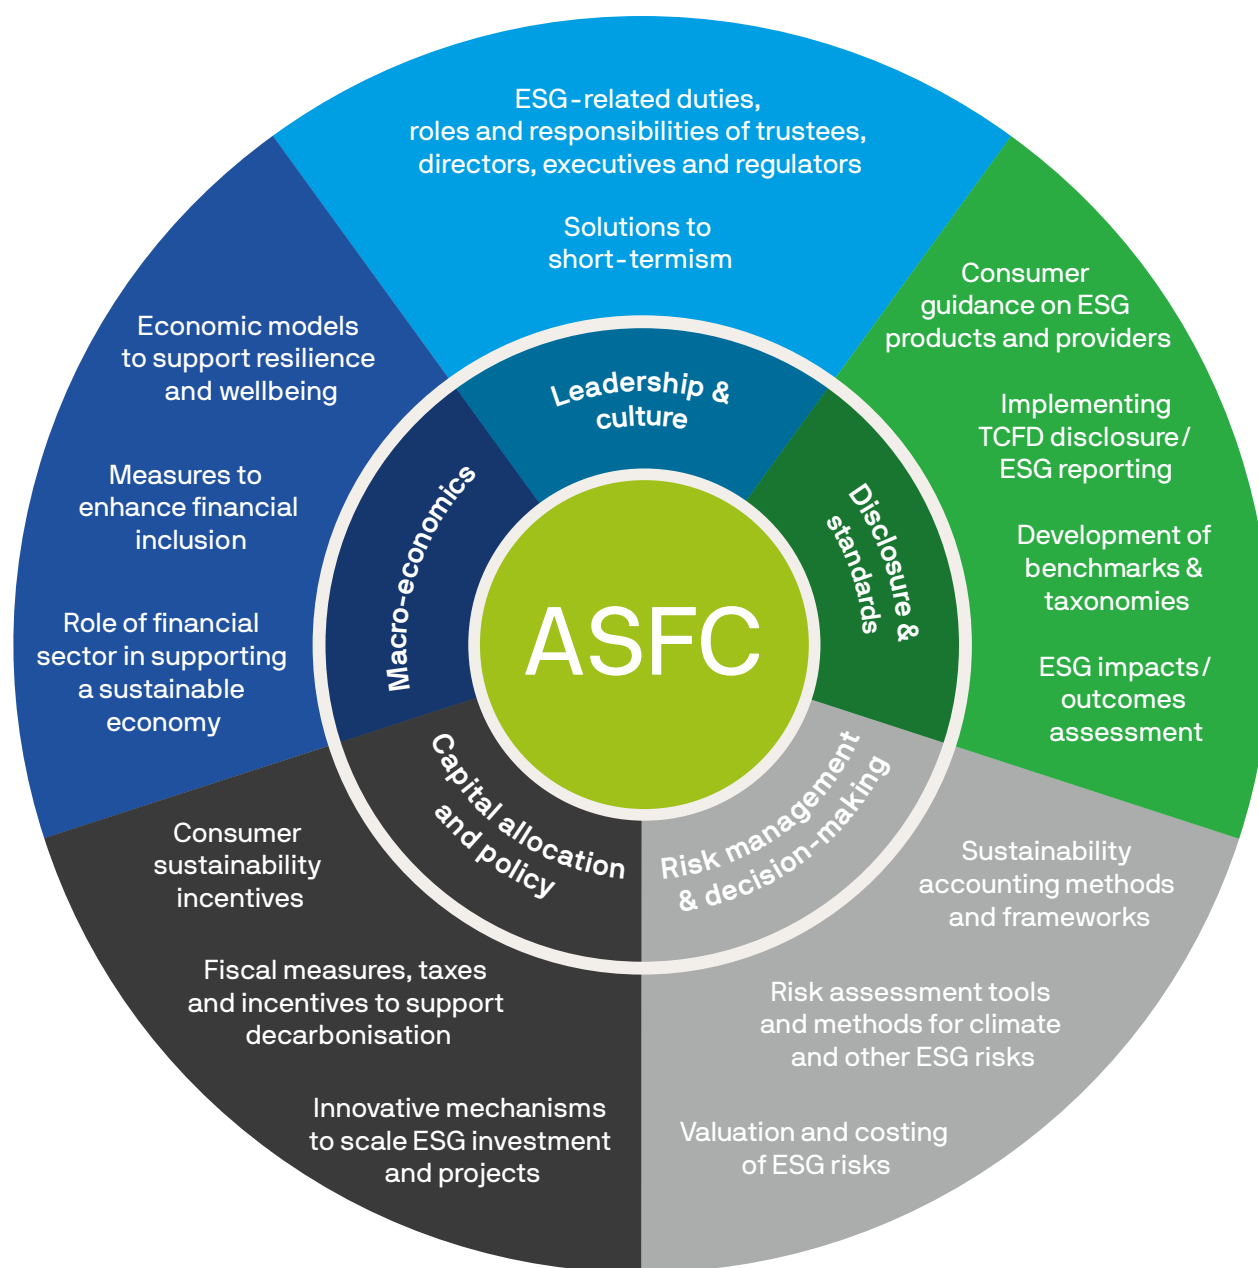 ESG-related duties,
roles and responsibilities of trustees,
directors, executives and regulators
Solutions to
short-termism
Leadership &
culture
Consumer
guidance on ESG
products and providers
Implementing
TCFD disclosure/
ESG reporting
Development of
benchmarks &
taxonomies
ESG impacts/
outcomes
assessment
Disclosure &
standards
Sustainability
accounting methods
and frameworks
Risk assessment tools
and methods for climate
and other ESG risks
Valuation and costing
of ESG risks
Risk management
& decision-making
Consumer
sustainability
incentives
Fiscal measures, taxes
and incentives to support
decarbonisation
Innovative mechanisms
to scale ESG investment
and projects
Capital allocation
and policy
Economic models
to support resilience
and wellbeing
Measures to
enhance financial
inclusion
Role of financial
sector in supporting
a sustainable
economy
Macro-economics
ASFC